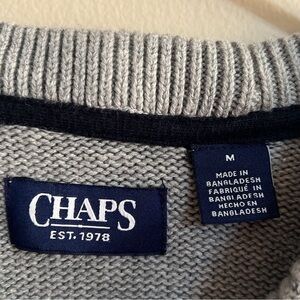 CHAPS
EST. 1978
M
MADE IN
BANGLADESH
FABRIQUÉ IN
BANGLADESH
HECHO EN
BANGLADESH